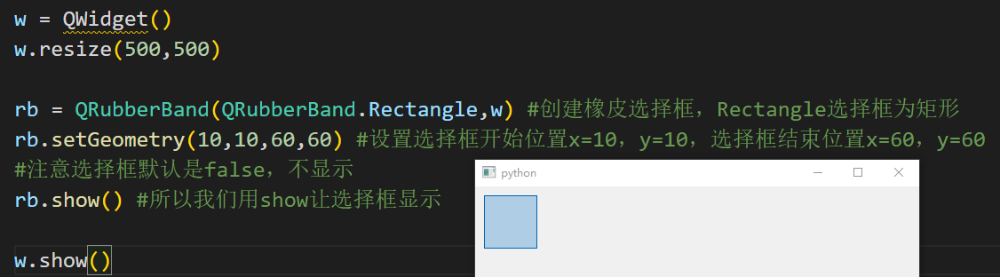 w = QWidget()
w.resize(500,500)
rb = QRubberBand(QRubberBand.Rectangle,w) #创建橡皮选择框，Rectangle选择框为矩形
rb.setGeometry(10,10,60,60) #设置选择框开始位置x=10，y=10，选择框结束位置x=60，y=60
#注意选择框默认是false，不显示
rb.show() #所以我们用show让选择框显示
w.show()
python